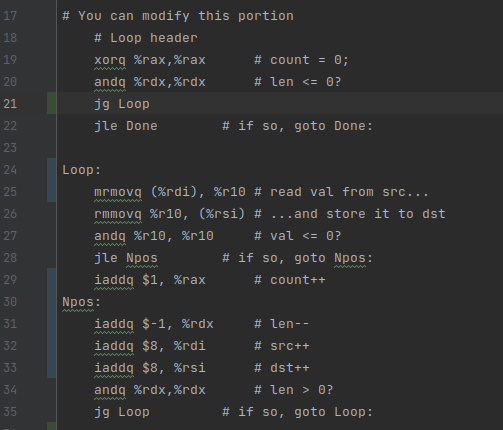 17 # You can modify this portion
18 # Loop header
19 xorq %rax,%rax # count = 0;
20 andq %rdx,%rdx # len <= 0?
21 jg Loop
22 jle Done # if so, goto Done:
23
24 Loop:
25 mrmovq (%rdi), %r10 # read val from src...
26 rmmovq %r10, (%rsi) # ...and store it to dst
27 andq %r10, %r10 # val <= 0?
28 jle Npos # if so, goto Npos:
29 iaddq $1, %rax # count++
30 Npos:
31 iaddq $-1, %rdx # len--
32 iaddq $8, %rdi # src++
33 iaddq $8, %rsi # dst++
34 andq %rdx,%rdx # len > 0?
35 jg Loop # if so, goto Loop: